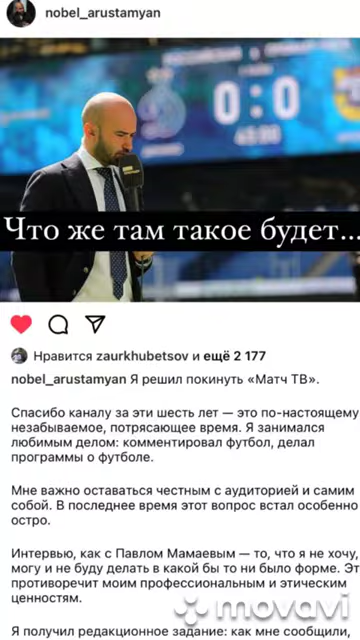 nobel_arustamyan
0:0
45:00
Что же там такое будет...
Нравится zaurkhubetsov и ещё 2 177
nobel_arustamyan Я решил покинуть «Матч ТВ».
Спасибо каналу за эти шесть лет — это по-настоящему
незабываемое, потрясающее время. Я занимался
любимым делом: комментировал футбол, делал
программы о футболе.
Мне важно оставаться честным с аудиторией и самим
собой. В последнее время этот вопрос встал особенно
остро.
Интервью, как с Павлом Мамаевым — то, что я не хочу,
могу и не буду делать в какой бы то ни было форме. Эт
противоречит моим профессиональным и этическим
ценностям.
movavi
Я получил редакционное задание: как мне сообщили,